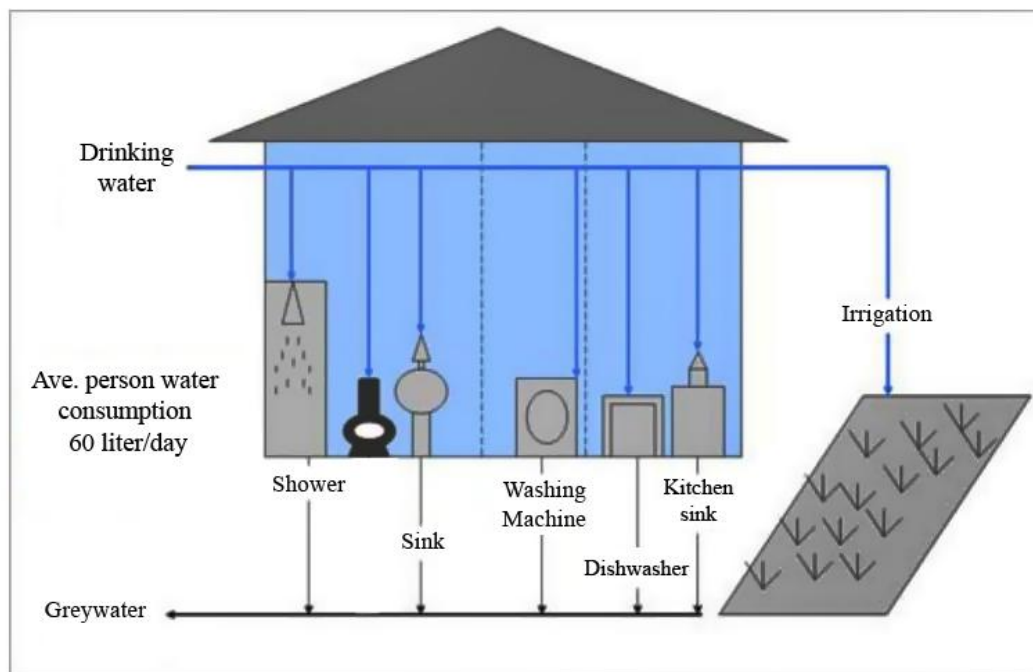 Drinking
water
Irrigation
Ave. person water
consumption
60 liter/day
Shower
Sink
Washing
Machine
Dishwasher
Kitchen
sink
Greywater